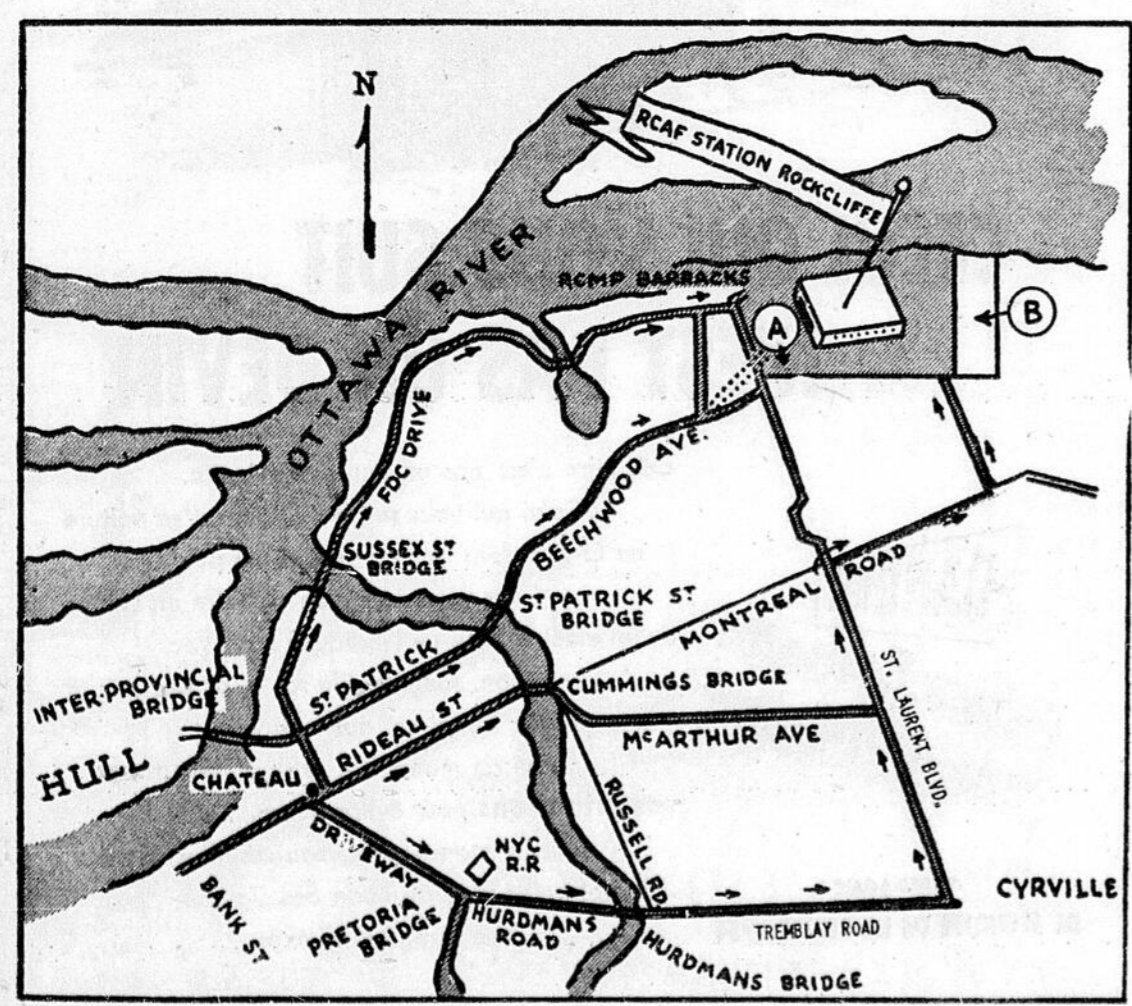 N
RCAF STATION ROCKCLIFFE
OTTAWA RIVER
RCMP BARRACKS
A
B
FDC DRIVE
BEECHWOOD AVE.
SUSSEX ST
BRIDGE
ST PATRICK ST
BRIDGE
MONTREAL ROAD
INTER-PROVINCIAL
BRIDGE
ST PATRICK
RIDEAU ST
CUMMINGS BRIDGE
MCARTHUR AVE
ST. LAURENT BLVD.
HULL
CHATEAU
DRIVEWAY
NYC
R.R
RUSSELL RD
CYRVILLE
BANK ST
PRETORIA
BRIDGE
HURDMANS
ROAD
TREMBLAY ROAD
HURDMANS BRIDGE